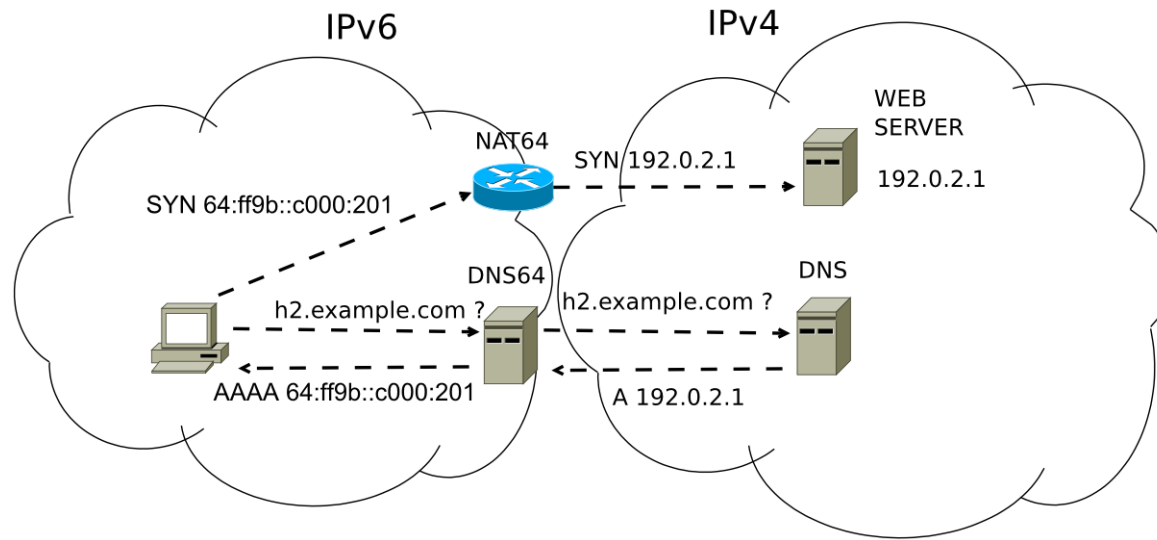 IPv6
IPv4
NAT64
WEB
SERVER
192.0.2.1
SYN 192.0.2.1
SYN 64:ff9b::c000:201
DNS64
DNS
h2.example.com ?
h2.example.com ?
AAAA 64:ff9b::c000:201
A 192.0.2.1